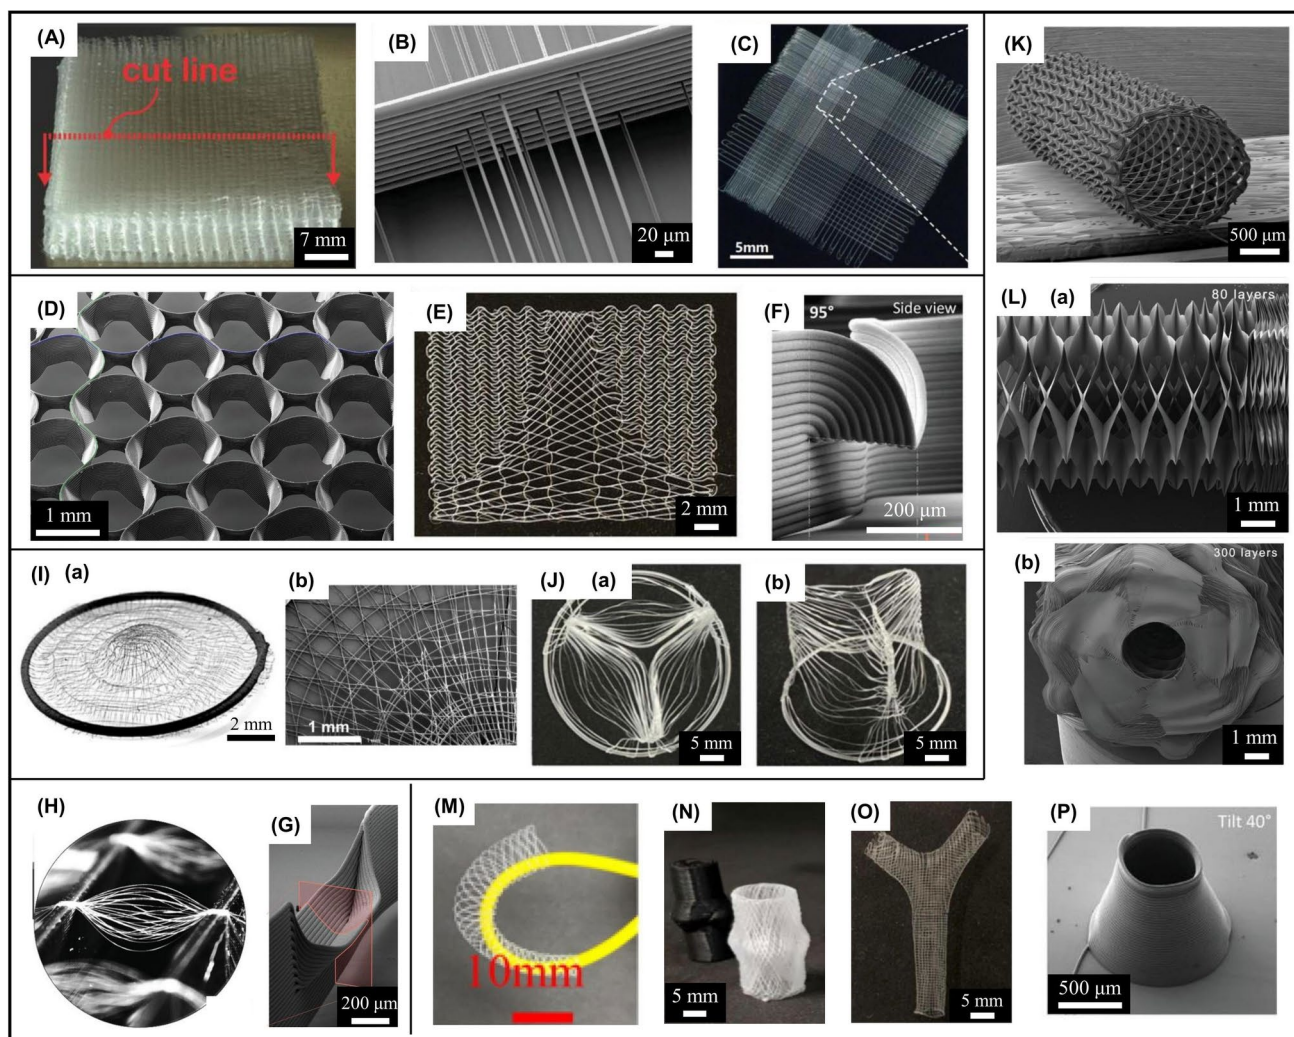 (A)
cut line
7 mm
(B)
20 µm
(C)
5mm
(K)
500 µm
(D)
1 mm
(E)
2 mm
(F)
95°
Side view
200 µm
(L)
(a)
80 layers
1 mm
(b)
300 layers
1 mm
(I)
(a)
2 mm
(b)
1 mm
(J)
(a)
5 mm
(b)
5 mm
(H)
(G)
200 µm
(M)
10mm
(N)
5 mm
(O)
5 mm
(P)
Tilt 40°
500 µm